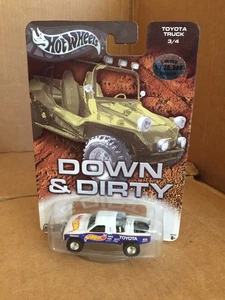 Hot Wheels
TOYOTA
TRUCK
3/4
DOWN
& DIRTY
TOYOTA